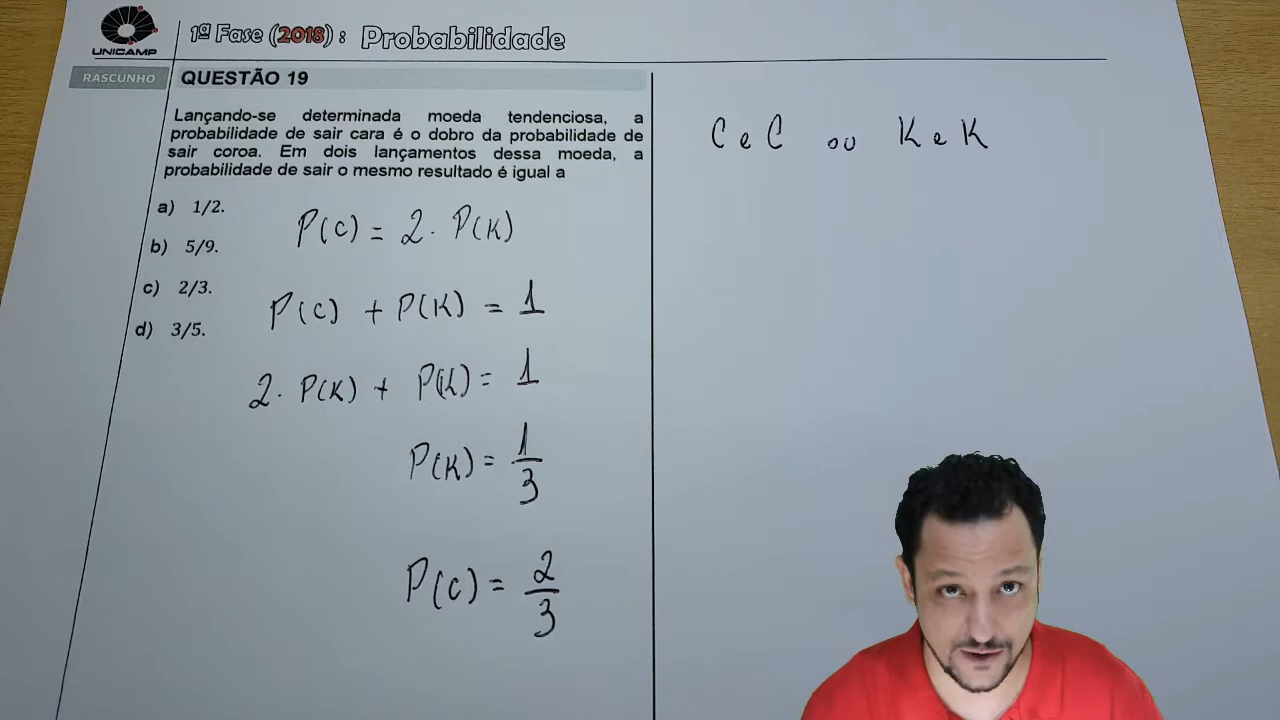 UNICAMP
1ª Fase (2018) : Probabilidade
RASCUNHO
QUESTÃO 19
Lançando-se determinada moeda tendenciosa, a
probabilidade de sair cara é o dobro da probabilidade de
sair coroa. Em dois lançamentos dessa moeda, a
probabilidade de sair o mesmo resultado é igual a
a) 1/2.
b) 5/9.
c) 2/3.
d) 3/5.
P(C) = 2. P(K)
P(C) + P(K) = 1
2. P(K) + P(K) = 1
P(K) = 1/3
P(C) = 2/3
C e C ou K e K